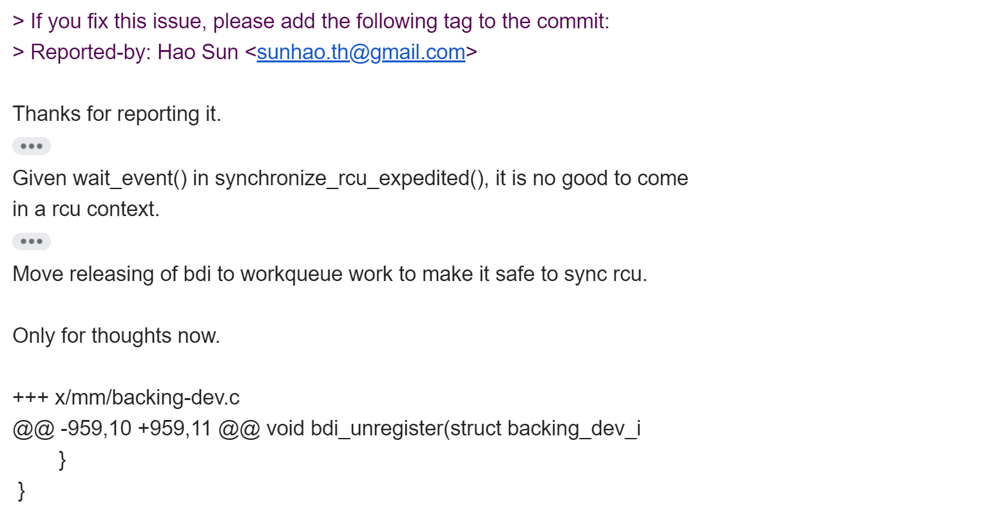 > If you fix this issue, please add the following tag to the commit:
> Reported-by: Hao Sun <sunhao.th@gmail.com>
Thanks for reporting it.
•••
Given wait_event() in synchronize_rcu_expedited(), it is no good to come
in a rcu context.
•••
Move releasing of bdi to workqueue work to make it safe to sync rcu.
Only for thoughts now.
+++ x/mm/backing-dev.c
@@ -959,10 +959,11 @@ void bdi_unregister(struct backing_dev_i
}
}